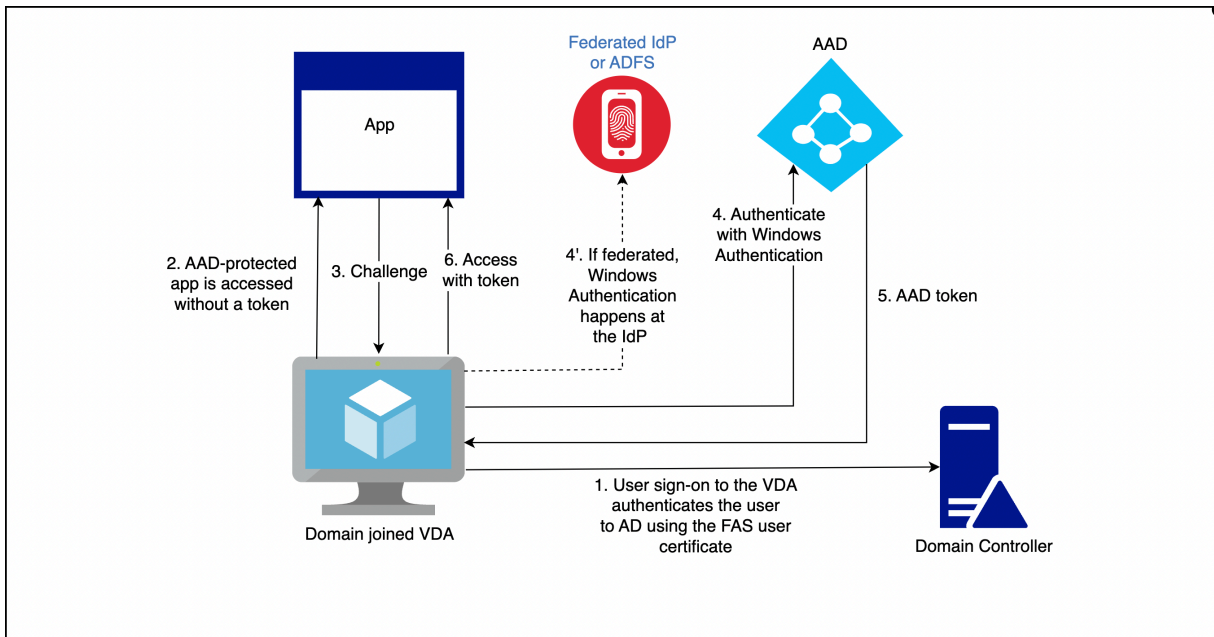 Federated IdP
or ADFS
AAD
App
2. AAD-protected
app is accessed
without a token
3. Challenge
6. Access
with token
4'. If federated,
Windows
Authentication
happens at
the IdP
4. Authenticate
with Windows
Authentication
5. AAD token
1. User sign-on to the VDA
authenticates the user
to AD using the FAS user
certificate
Domain joined VDA
Domain Controller